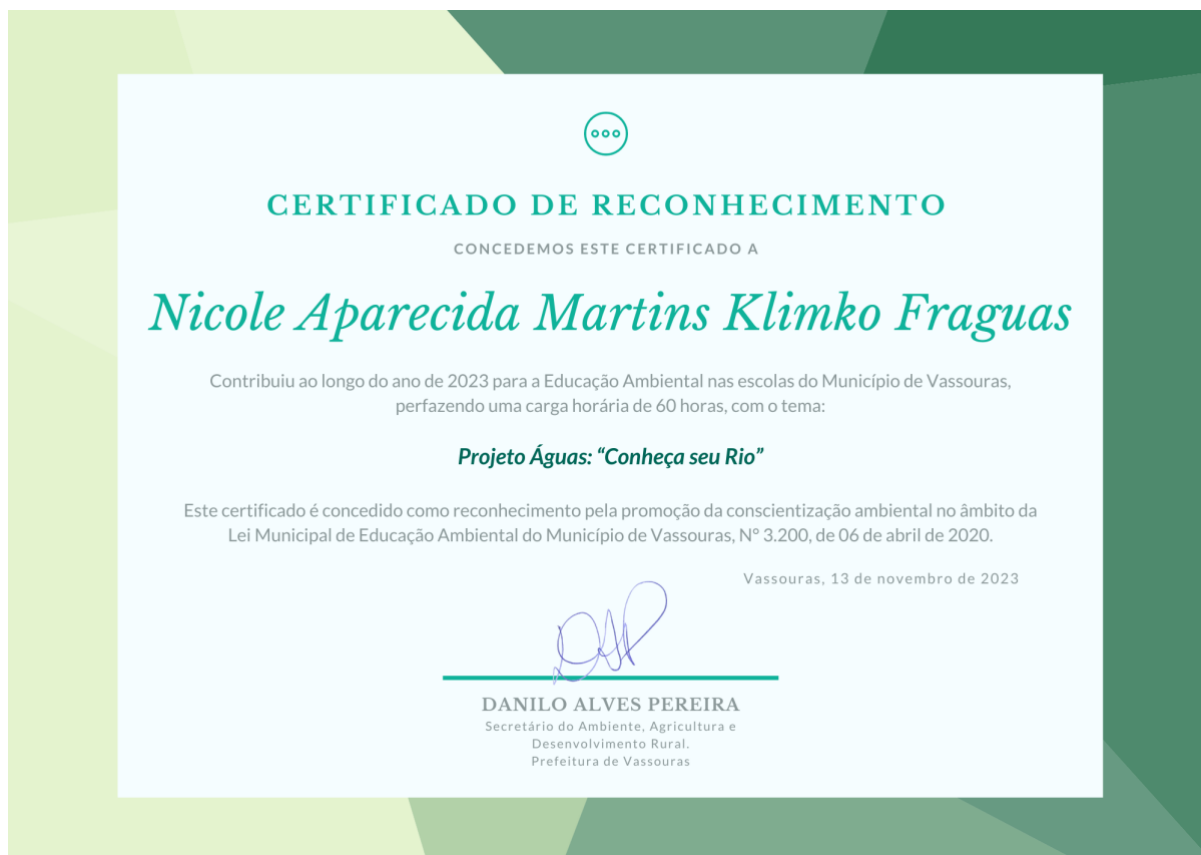 CERTIFICADO DE RECONHECIMENTO
CONCEDEMOS ESTE CERTIFICADO A
Nicole Aparecida Martins Klimko Fraguas
Contribuiu ao longo do ano de 2023 para a Educação Ambiental nas escolas do Município de Vassouras,
perfazendo uma carga horária de 60 horas, com o tema:
Projeto Águas: “Conheça seu Rio”
Este certificado é concedido como reconhecimento pela promoção da conscientização ambiental no âmbito da
Lei Municipal de Educação Ambiental do Município de Vassouras, N° 3.200, de 06 de abril de 2020.
Vassouras, 13 de novembro de 2023
DANILO ALVES PEREIRA
Secretário do Ambiente, Agricultura e
Desenvolvimento Rural.
Prefeitura de Vassouras